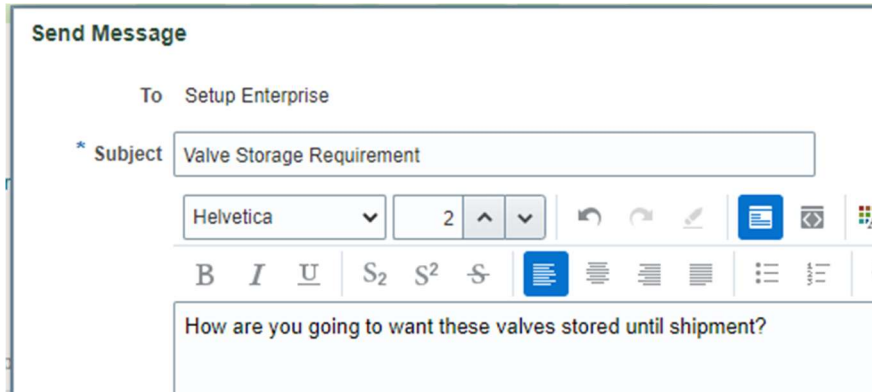 Send Message
To Setup Enterprise
* Subject Valve Storage Requirement
Helvetica 2
B I U S₂ S² S
How are you going to want these valves stored until shipment?